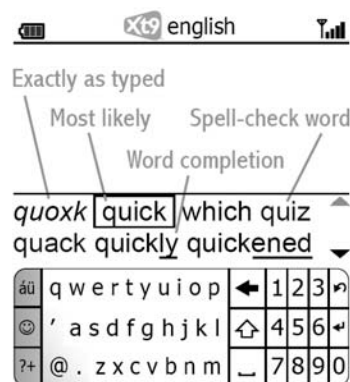 Xt9 english
Exactly as typed
Most likely Spell-check word
Word completion
quoxk quick which quiz
quack quickly quickened
áü q w e r t y u i o p 1 2 3
' a s d f g h j k l 4 5 6
?+ @ . z x c v b n m 7 8 9 0